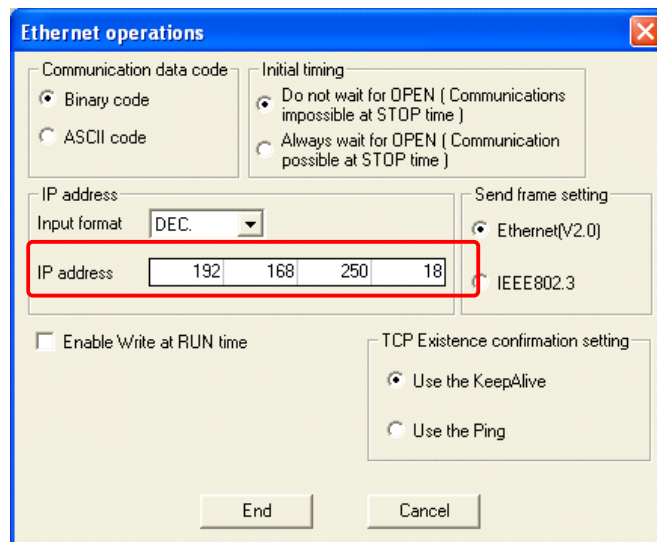 Ethernet operations
Communication data code
Binary code
ASCII code
Initial timing
Do not wait for OPEN ( Communications
impossible at STOP time )
Always wait for OPEN ( Communication
possible at STOP time )
IP address
Input format DEC.
IP address 192 168 250 18
Send frame setting
Ethernet(V2.0)
IEEE802.3
Enable Write at RUN time
TCP Existence confirmation setting
Use the KeepAlive
Use the Ping
End Cancel